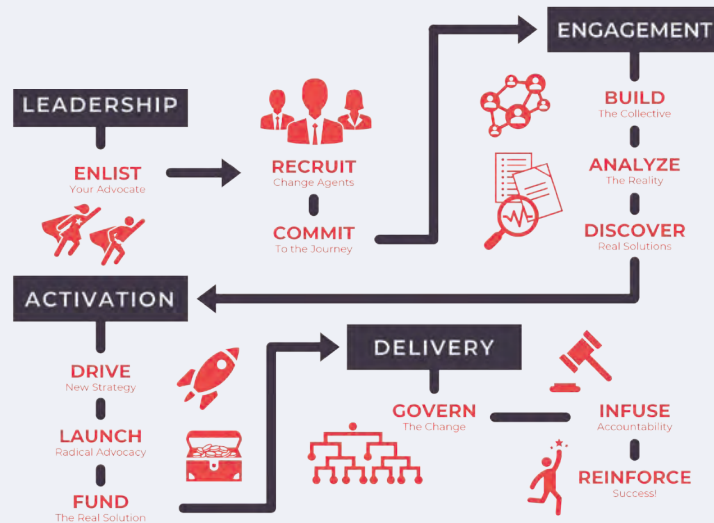 LEADERSHIP
ENLIST
Your Advocate
RECRUIT
Change Agents
COMMIT
To the Journey
ENGAGEMENT
BUILD
The Collective
ANALYZE
The Reality
DISCOVER
Real Solutions
ACTIVATION
DRIVE
New Strategy
LAUNCH
Radical Advocacy
FUND
The Real Solution
DELIVERY
GOVERN
The Change
INFUSE
Accountability
REINFORCE
Success!